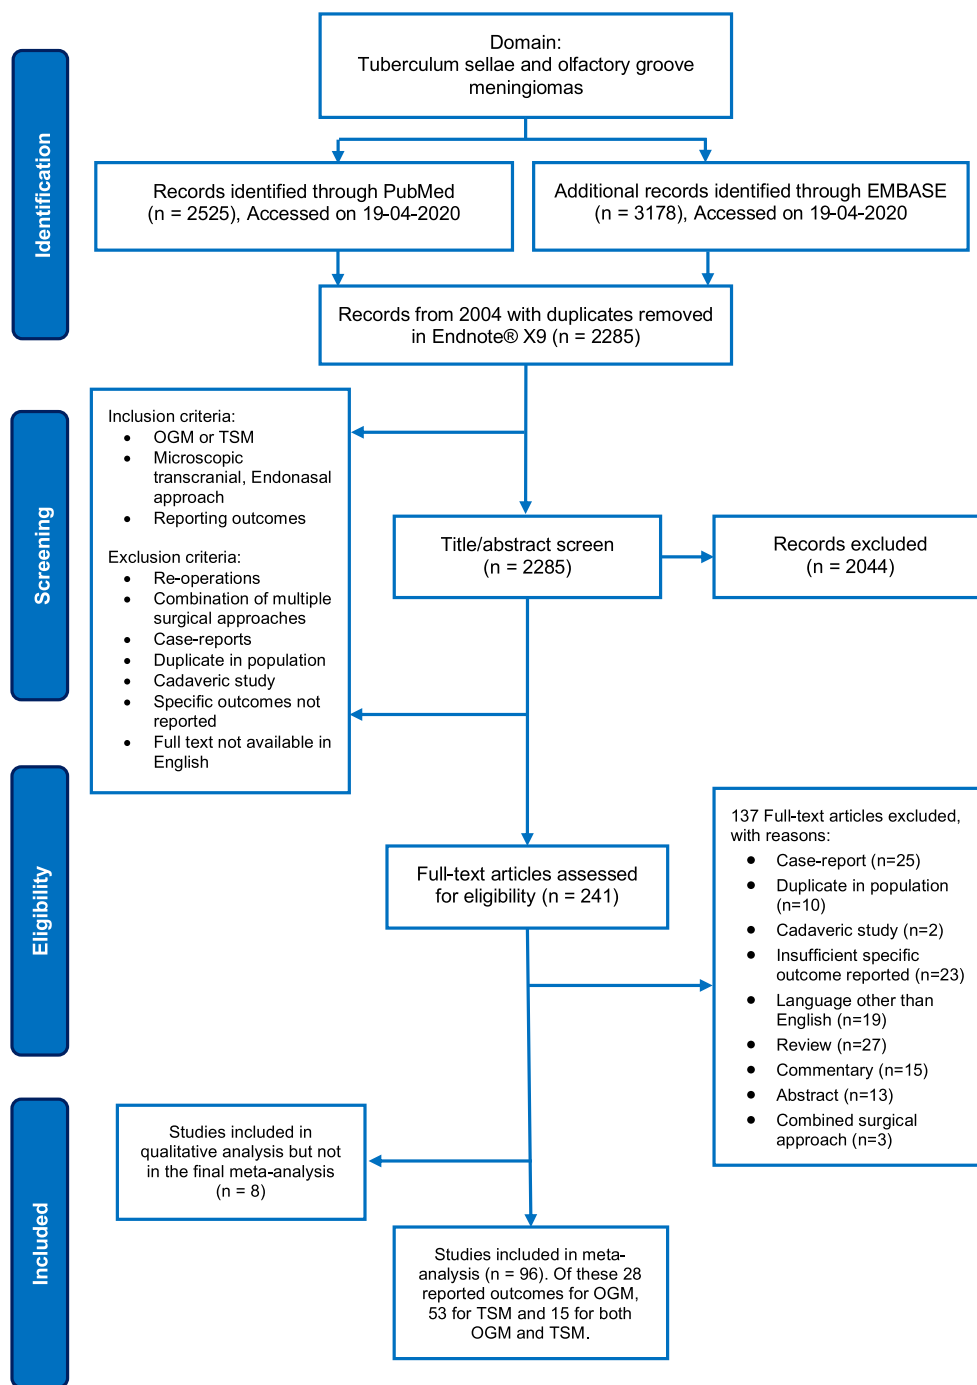 Domain:
Tuberculum sellae and olfactory groove
meningiomas
Identification
Records identified through PubMed
(n = 2525), Accessed on 19-04-2020
Additional records identified through EMBASE
(n = 3178), Accessed on 19-04-2020
Records from 2004 with duplicates removed
in Endnote® X9 (n = 2285)
Screening
Inclusion criteria:
• OGM or TSM
• Microscopic
transcranial, Endonasal
approach
• Reporting outcomes
Exclusion criteria:
• Re-operations
• Combination of multiple
surgical approaches
• Case-reports
• Duplicate in population
• Cadaveric study
• Specific outcomes not
reported
• Full text not available in
English
Title/abstract screen
(n = 2285)
Records excluded
(n = 2044)
Eligibility
Full-text articles assessed
for eligibility (n = 241)
137 Full-text articles excluded,
with reasons:
• Case-report (n=25)
• Duplicate in population
(n=10)
• Cadaveric study (n=2)
• Insufficient specific
outcome reported (n=23)
• Language other than
English (n=19)
• Review (n=27)
• Commentary (n=15)
• Abstract (n=13)
• Combined surgical
approach (n=3)
Included
Studies included in
qualitative analysis but not
in the final meta-analysis
(n = 8)
Studies included in meta-
analysis (n = 96). Of these 28
reported outcomes for OGM,
53 for TSM and 15 for both
OGM and TSM.